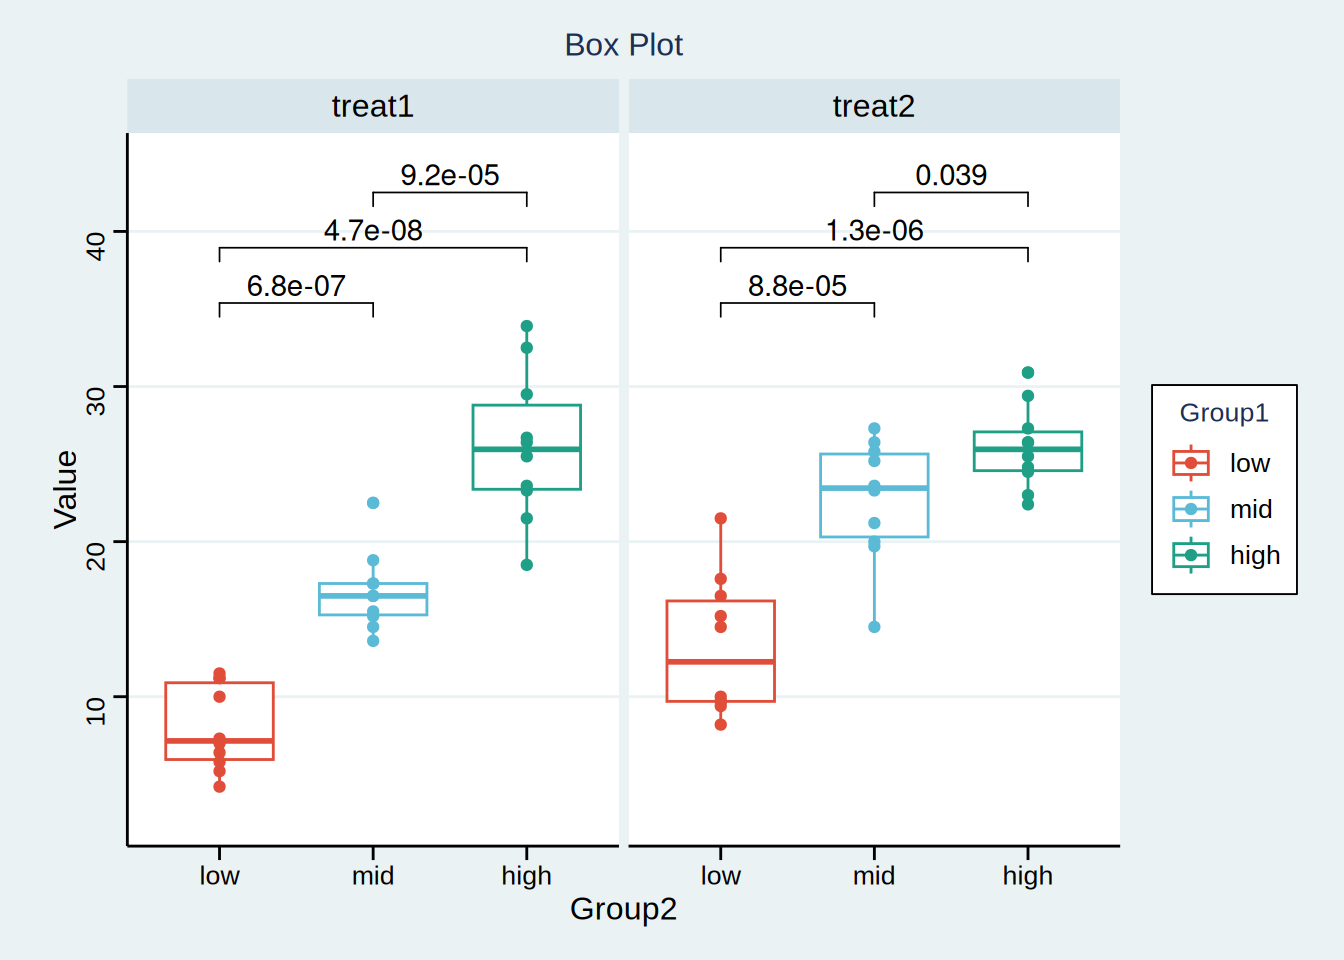 Box Plot
treat1
treat2
9.2e-05
0.039
4.7e-08
1.3e-06
6.8e-07
8.8e-05
40
30
20
10
Value
low
mid
high
low
mid
high
Group2
Group1
low
mid
high